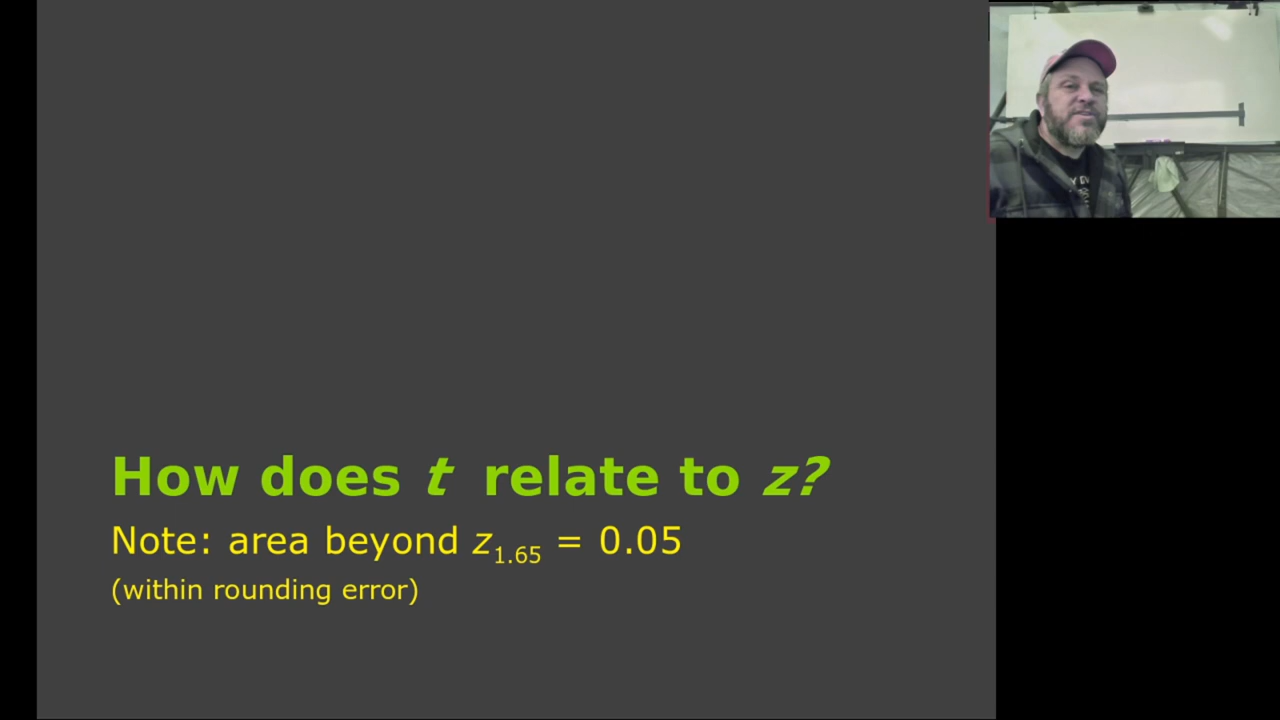 How does t relate to z?
Note: area beyond z1.65 = 0.05
(within rounding error)